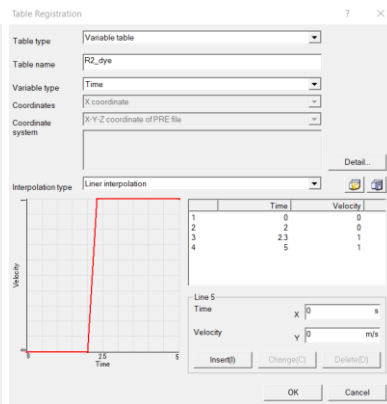 Table Registration ? ×
Table type Variable table
Table name R2_dye
Variable type Time
Coordinates X coordinate
Coordinate system X-Y-Z coordinate of PRE file
Detail...
Interpolation type Liner interpolation
Time Velocity
1 0 0
2 2 0
3 2.3 1
4 5 1
1
Velocity
0
0 2.5 5
Time
Line 5
Time X 0 s
Velocity Y 0 m/s
Insert(I) Change(C) Delete(D)
OK Cancel